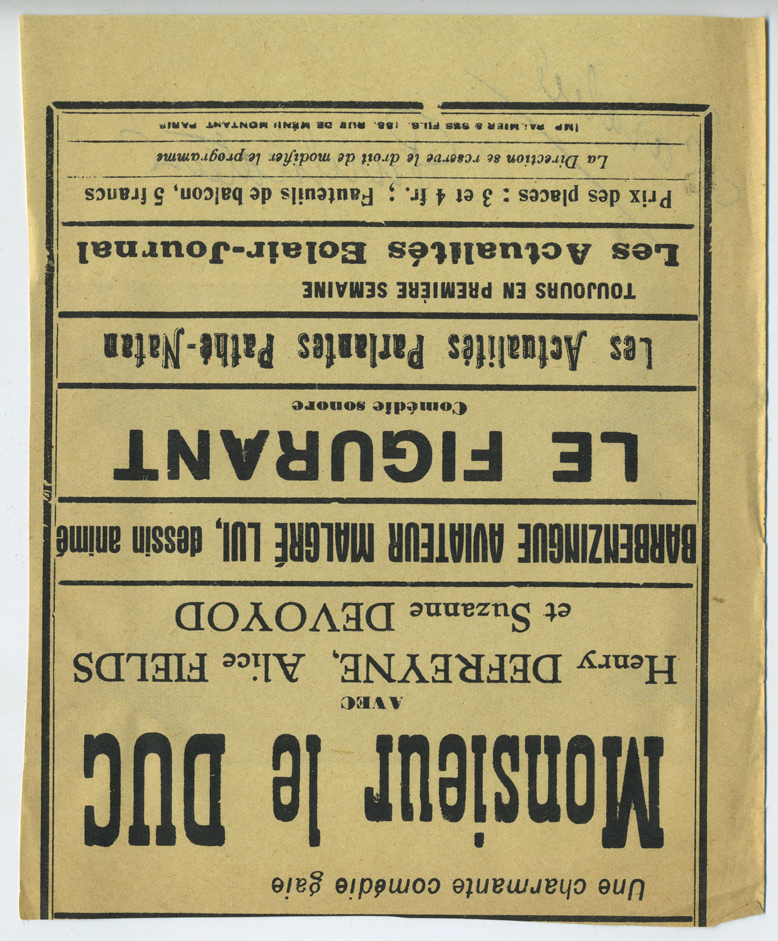 Une charmante comédie gaie
Monsieur le DUC
AVEC
Henry DEFREYNE, Alice FIELDS
et Suzanne DEVOYOD
BARBENZINGUE AVIATEUR MALGRÉ LUI, dessin animé
LE FIGURANT
Comédie sonore
Les Actualités Parlantes Pathé-Natan
TOUJOURS EN PREMIÈRE SEMAINE
Les Actualités Eclair-Journal
Prix des places : 3 et 4 fr. ; Fauteuils de balcon, 5 francs
La Direction se réserve le droit de modifier le programme
IMP. PALMIER & SES FILS, 188, RUE DE MÉNILMONTANT PARIS